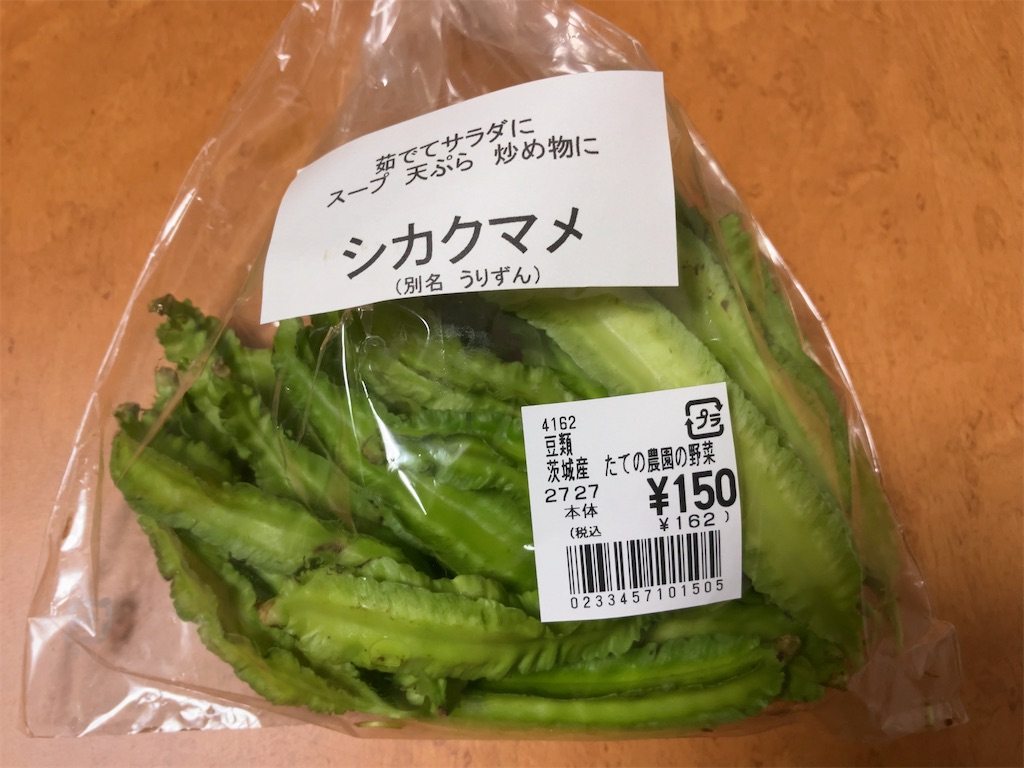 茹でてサラダに
スープ 天ぷら 炒め物に
シカクマメ
(別名 うりずん)
4162
プラ
豆類
茨城産 たての農園の野菜
2727
¥150
本体
(税込 ¥162)
0233457101505